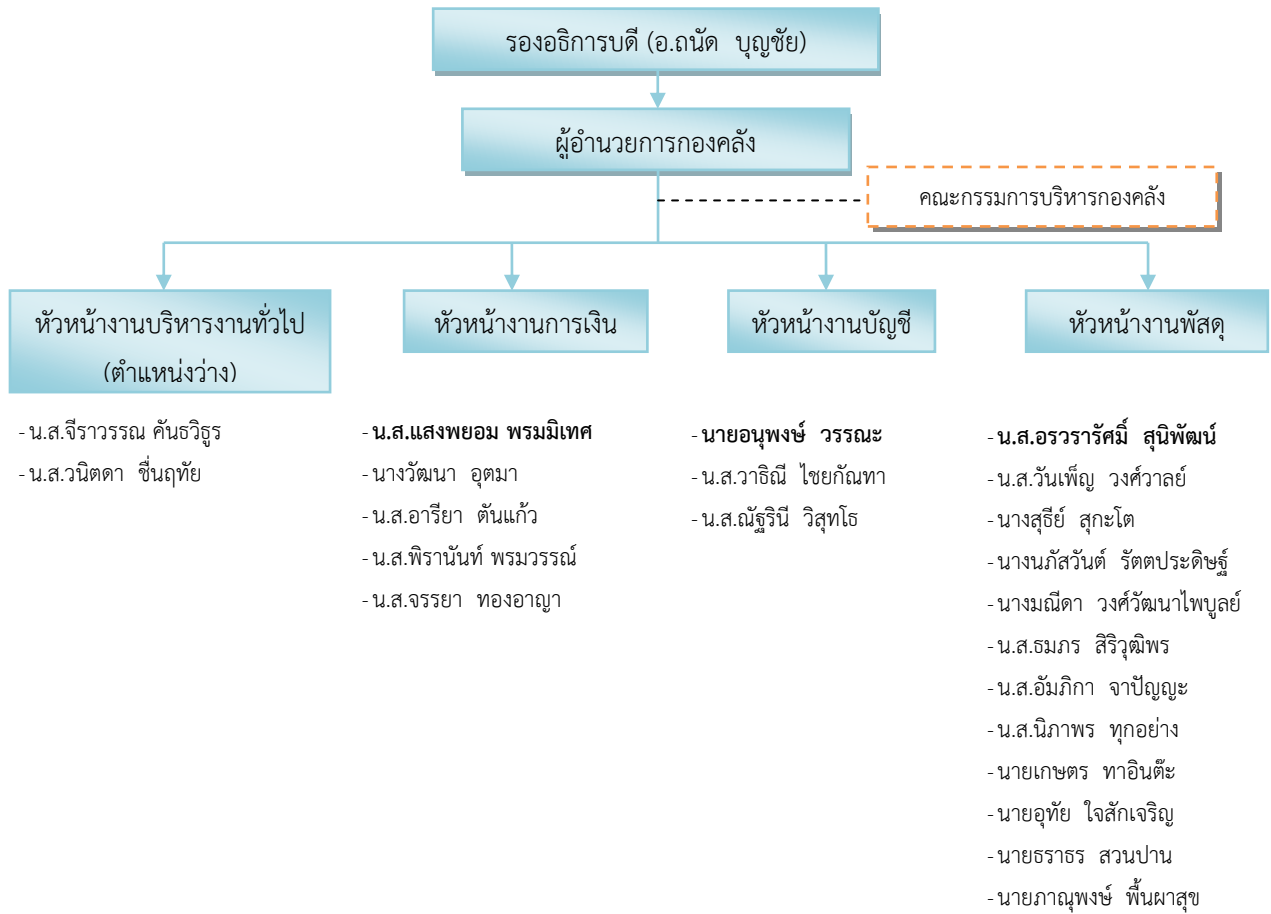 รองอธิการบดี (อ.ถนัด บุญชัย)
ผู้อำนวยการกองคลัง
คณะกรรมการบริหารกองคลัง
หัวหน้างานบริหารงานทั่วไป
(ตำแหน่งว่าง)
- น.ส.จีราวรรณ คันธวิธูร
- น.ส.วนิตดา ชื่นฤทัย
หัวหน้างานการเงิน
- น.ส.แสงพยอม พรมมิเทศ
- นางวัฒนา อุตมา
- น.ส.อารียา ตันแก้ว
- น.ส.พิรานันท์ พรมวรรณ์
- น.ส.จรรยา ทองอาญา
หัวหน้างานบัญชี
- นายอนุพงษ์ วรรณะ
- น.ส.วาธิณี ไชยกัณทา
- น.ส.ณัฐรินี วิสุทโธ
หัวหน้างานพัสดุ
- น.ส.อรวรารัศมิ์ สุนิพัฒน์
- น.ส.วันเพ็ญ วงศ์วาลย์
- นางสุธีย์ สุกะโต
- นางนภัสวันต์ รัตตประดิษฐ์
- นางมณีดา วงศ์วัฒนาไพบูลย์
- น.ส.ธมภร สิริวุฒิพร
- น.ส.อัมภิกา จาปัญญะ
- น.ส.นิภาพร ทุกอย่าง
- นายเกษตร ทาอินต๊ะ
- นายอุทัย ใจสักเจริญ
- นายธราธร สวนปาน
- นายภาณุพงษ์ พื้นผาสุข